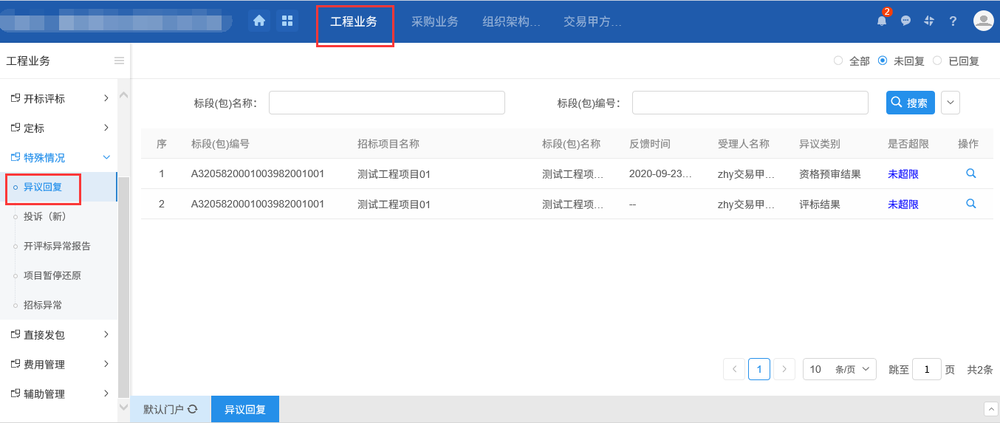 工程业务 采购业务 组织架构... 交易甲方... 2 ?
工程业务
全部 未回复 已回复
开标评标
定标
特殊情况
异议回复
投诉（新）
开评标异常报告
项目暂停还原
招标异常
直接发包
费用管理
辅助管理
标段(包)名称： 标段(包)编号： 搜索
序 标段(包)编号 招标项目名称 标段(包)名称 反馈时间 受理人名称 异议类别 是否超限 操作
1 A3205820001003982001001 测试工程项目01 测试工程项... 2020-09-23... zhy交易甲... 资格预审结果 未超限
2 A3205820001003982001001 测试工程项目01 测试工程项... -- zhy交易甲... 评标结果 未超限
1 10 条/页 跳至 1 页 共2条
默认门户 异议回复